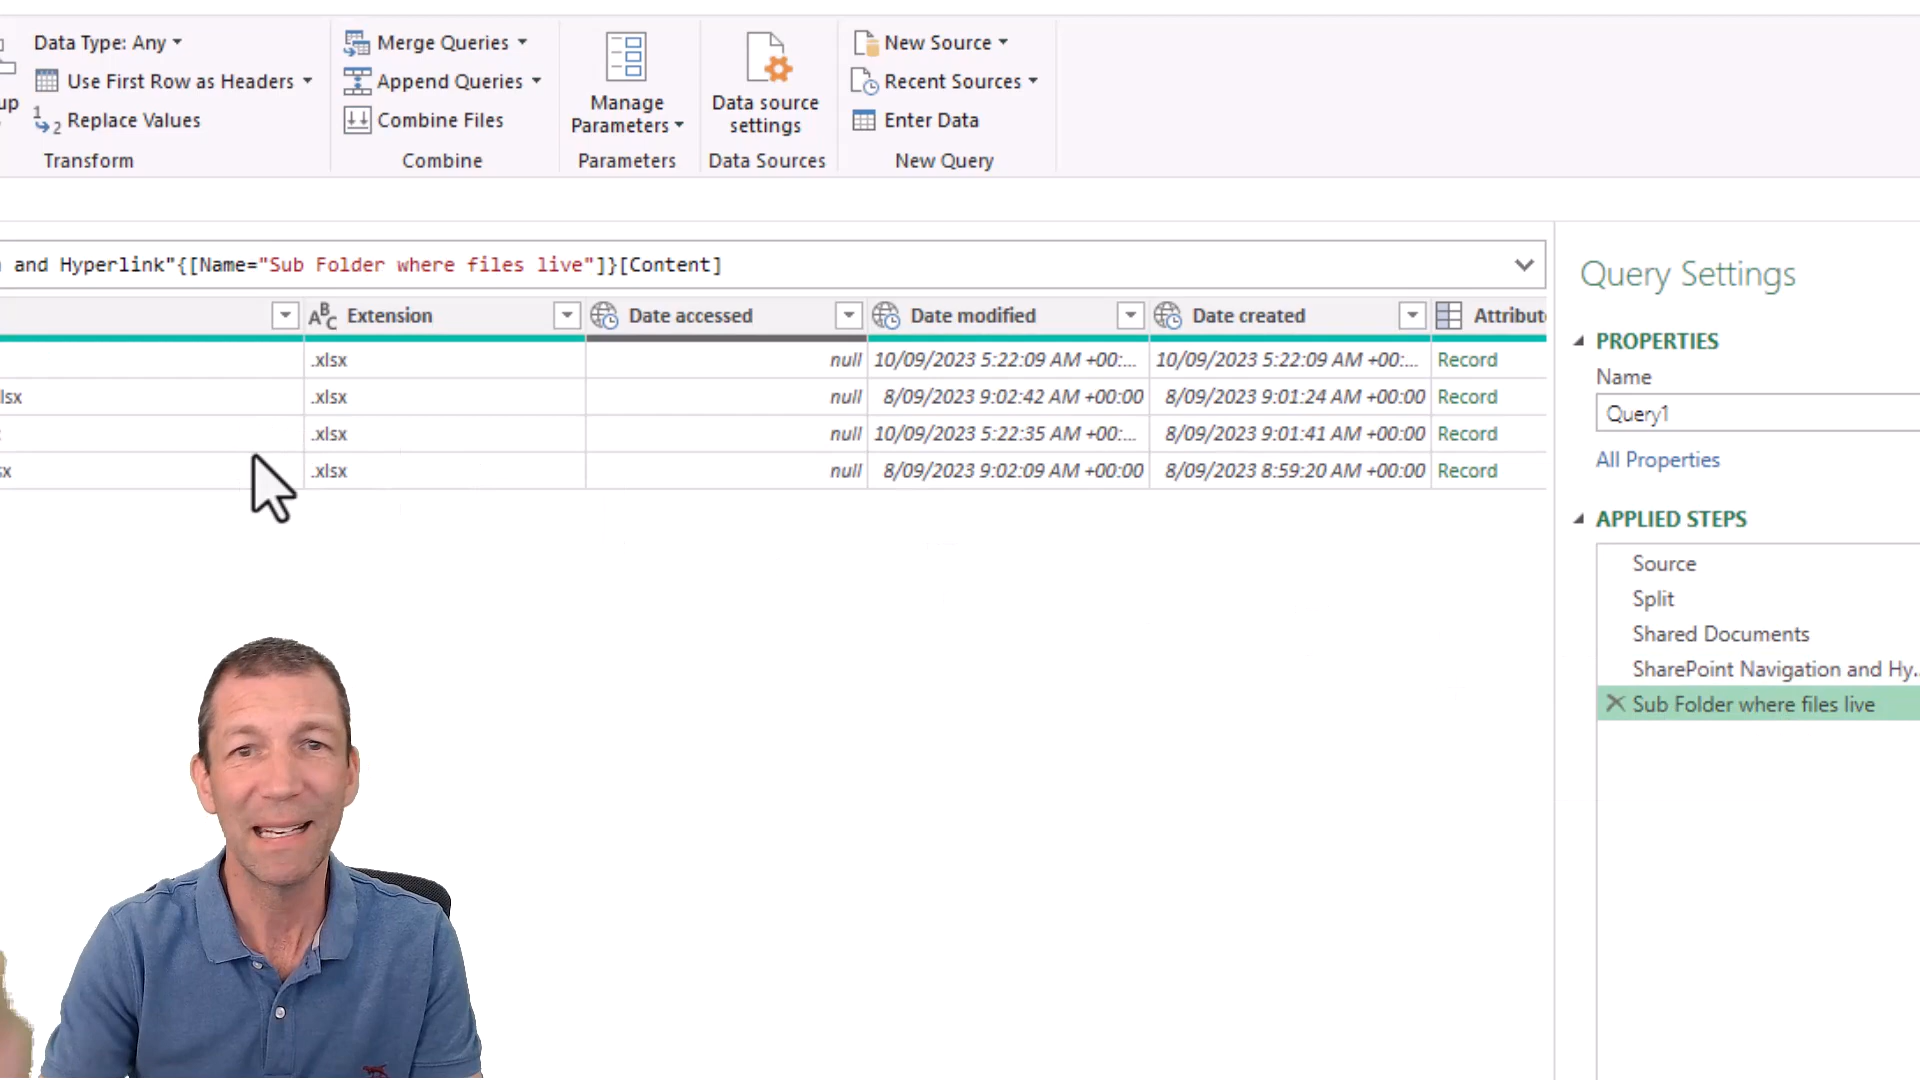 Data Type: Any
Use First Row as Headers
Replace Values
Transform
Merge Queries
Append Queries
Combine Files
Combine
Manage
Parameters
Parameters
Data source
settings
Data Sources
New Source
Recent Sources
Enter Data
New Query
and Hyperlink"{[Name="Sub Folder where files live"]}[Content]
ABC Extension Date accessed Date modified Date created
.xlsx null 10/09/2023 5:22:09 AM +00:... 10/09/2023 5:22:09 AM +00:... Record
lsx .xlsx null 8/09/2023 9:02:42 AM +00:00 8/09/2023 9:01:24 AM +00:00 Record
.xlsx null 10/09/2023 5:22:35 AM +00:... 8/09/2023 9:01:41 AM +00:00 Record
sx .xlsx null 8/09/2023 9:02:09 AM +00:00 8/09/2023 8:59:20 AM +00:00 Record
Query Settings
PROPERTIES
Name
Query1
All Properties
APPLIED STEPS
Source
Split
Shared Documents
SharePoint Navigation and Hy...
Sub Folder where files live